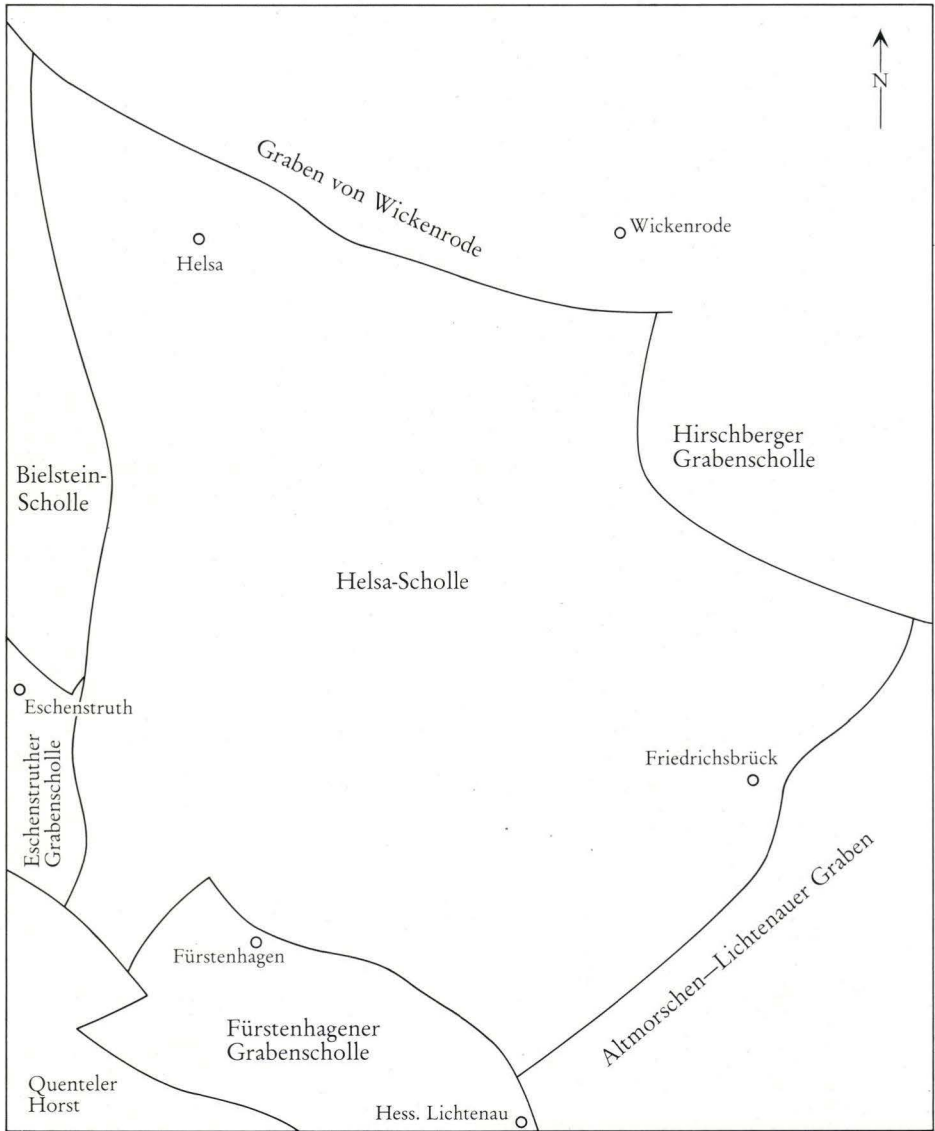 N
Graben von Wickenrode
Wickenrode
Helsa
Hirschberger
Grabenscholle
Bielstein-
Scholle
Helsa-Scholle
Eschenstruth
Eschenstruther
Grabenscholle
Friedrichsbrück
Altmorschen—Lichtenauer Graben
Fürstenhagen
Fürstenhagener
Grabenscholle
Quenteler
Horst
Hess. Lichtenau